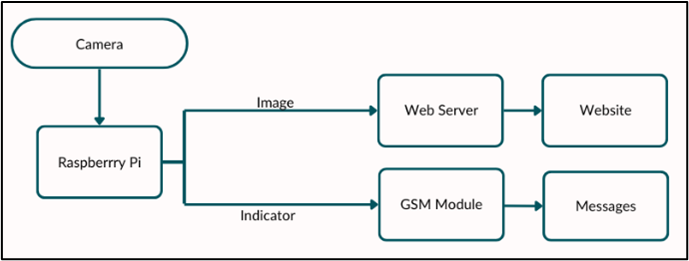 Camera
Raspberrry Pi
Image
Web Server
Website
Indicator
GSM Module
Messages